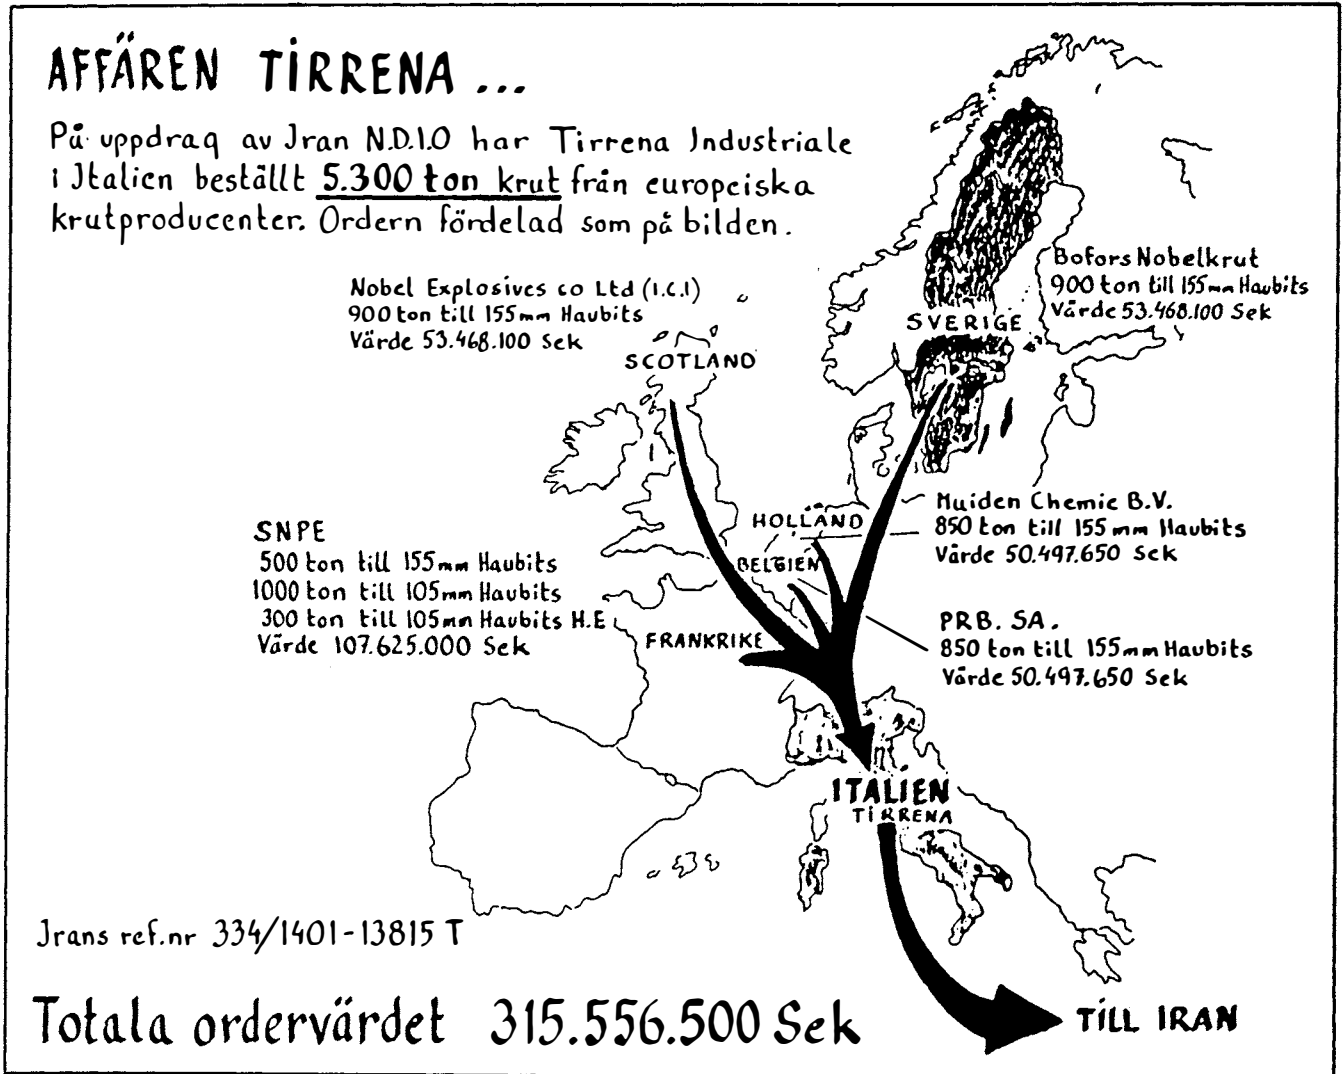 AFFÄREN TIRRENA ...
På uppdrag av Iran N.D.I.O har Tirrena Industriale
i Italien beställt 5.300 ton krut från europeiska
krutproducenter. Ordern fördelad som på bilden.
Nobel Explosives co Ltd (I.C.I)
900 ton till 155mm Haubits
Värde 53.468.100 Sek
SCOTLAND
Bofors Nobelkrut
900 ton till 155mm Haubits
Värde 53.468.100 Sek
SVERIGE
SNPE
500 ton till 155mm Haubits
1000 ton till 105mm Haubits
300 ton till 105mm Haubits H.E
Värde 107.625.000 Sek
HOLLAND
BELGIEN
FRANKRIKE
Muiden Chemie B.V.
850 ton till 155 mm Haubits
Värde 50.497.650 Sek
PRB. SA.
850 ton till 155mm Haubits
Värde 50.497.650 Sek
ITALIEN
TIRRENA
Irans ref.nr 334/1401-13815 T
Totala ordervärdet 315.556.500 Sek
TILL IRAN